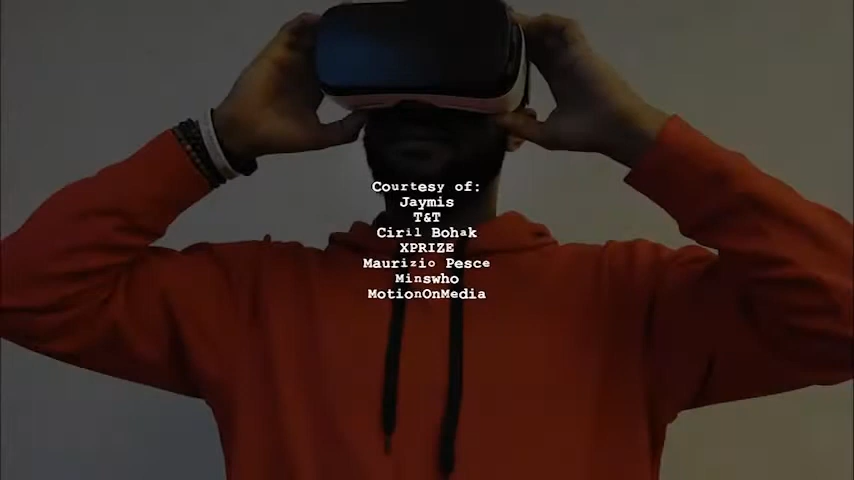 Courtesy of:
Jaymis
T&T
Ciril Bohak
XPRIZE
Maurizio Pesce
Minswho
MotionOnMedia